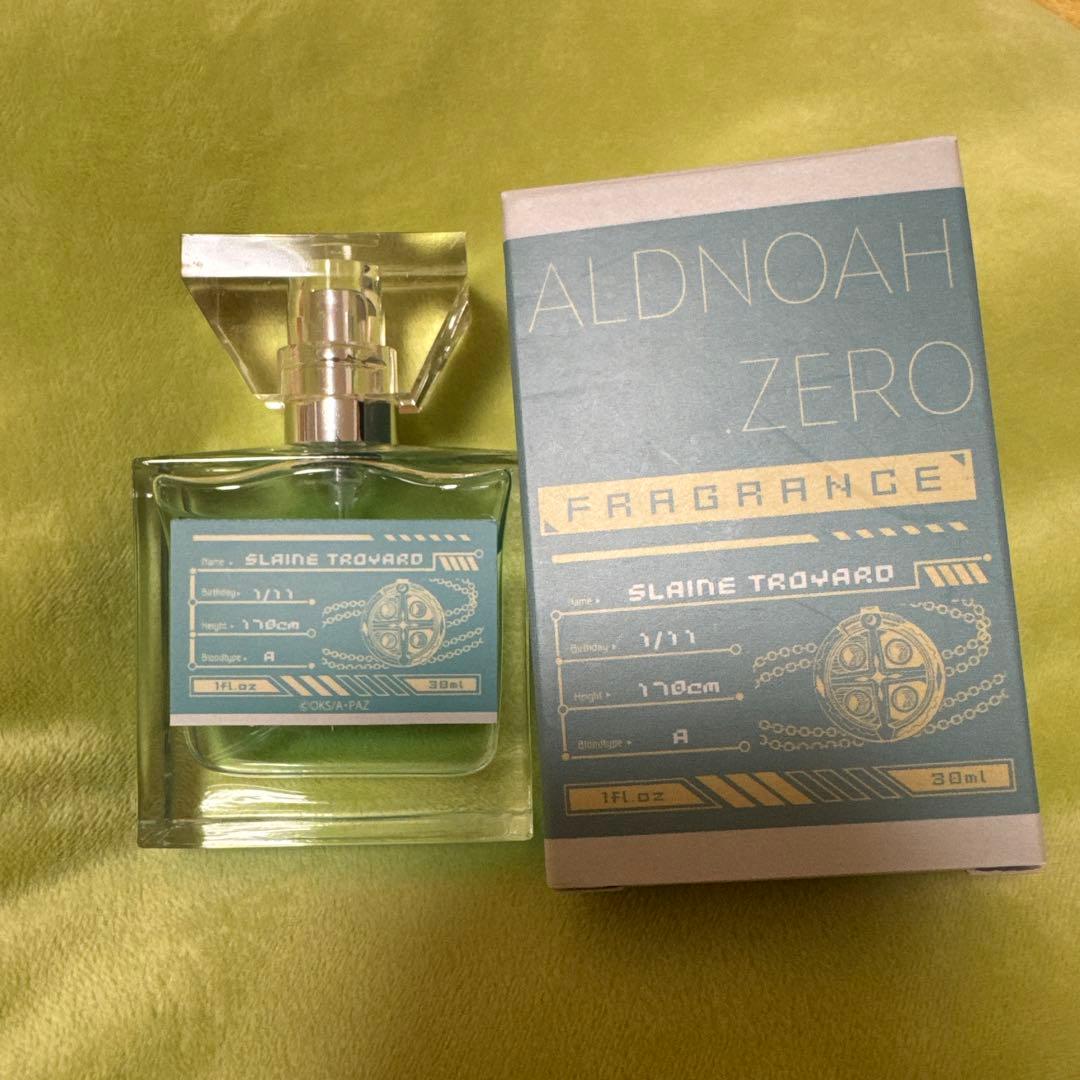 Name ▸ SLAINE TROYARD
Birthday ▸ 1/11
Height ▸ 170cm
Bloodtype ▸ A
1fl.oz 30ml
©OKS/A・PAZ
ALDNOAH
.ZERO
FRAGRANCE
Name ▸ SLAINE TROYARD
Birthday ▸ 1/11
Height ▸ 170cm
Bloodtype ▸ A
1fl.oz 30ml